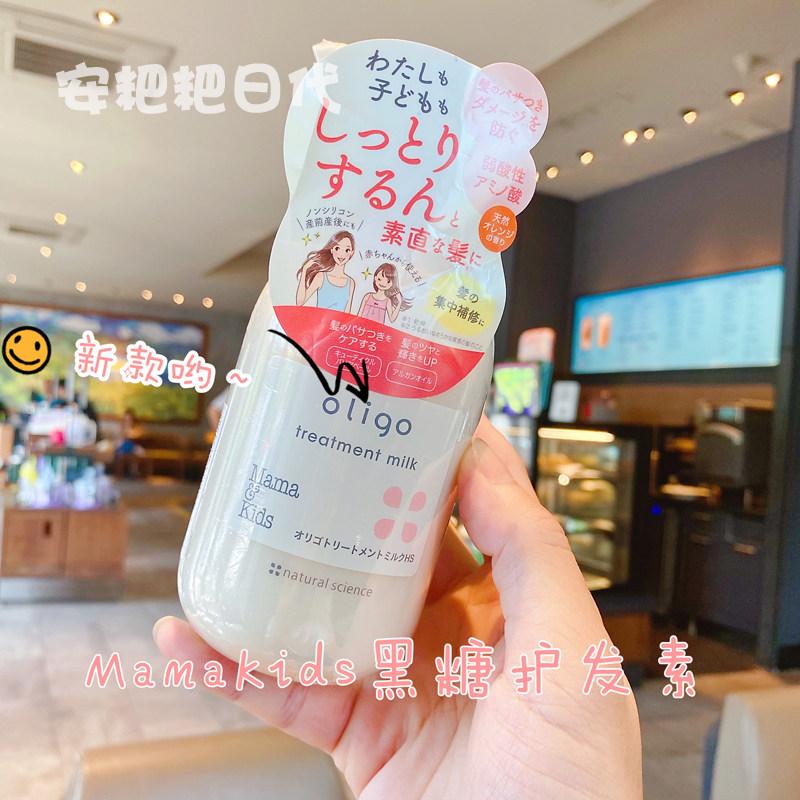 安粑粑日代
わたしも
子どもも
しっとり
するんと
素直な髪に
髪のパサつき
ダメージを
防ぐ
弱酸性
アミノ酸
天然
オレンジ
の香り
ノンシリコン
産前産後にも
赤ちゃんから使える
髪の
集中補修に
髪のパサつきを
ケアする
キューティクル
髪のツヤと
輝きをUP
アルガンオイル
新款哟~
oligo
treatment milk
Mama
&
Kids
オリゴトリートメントミルクHS
natural science
Mamakids黑糖护发素